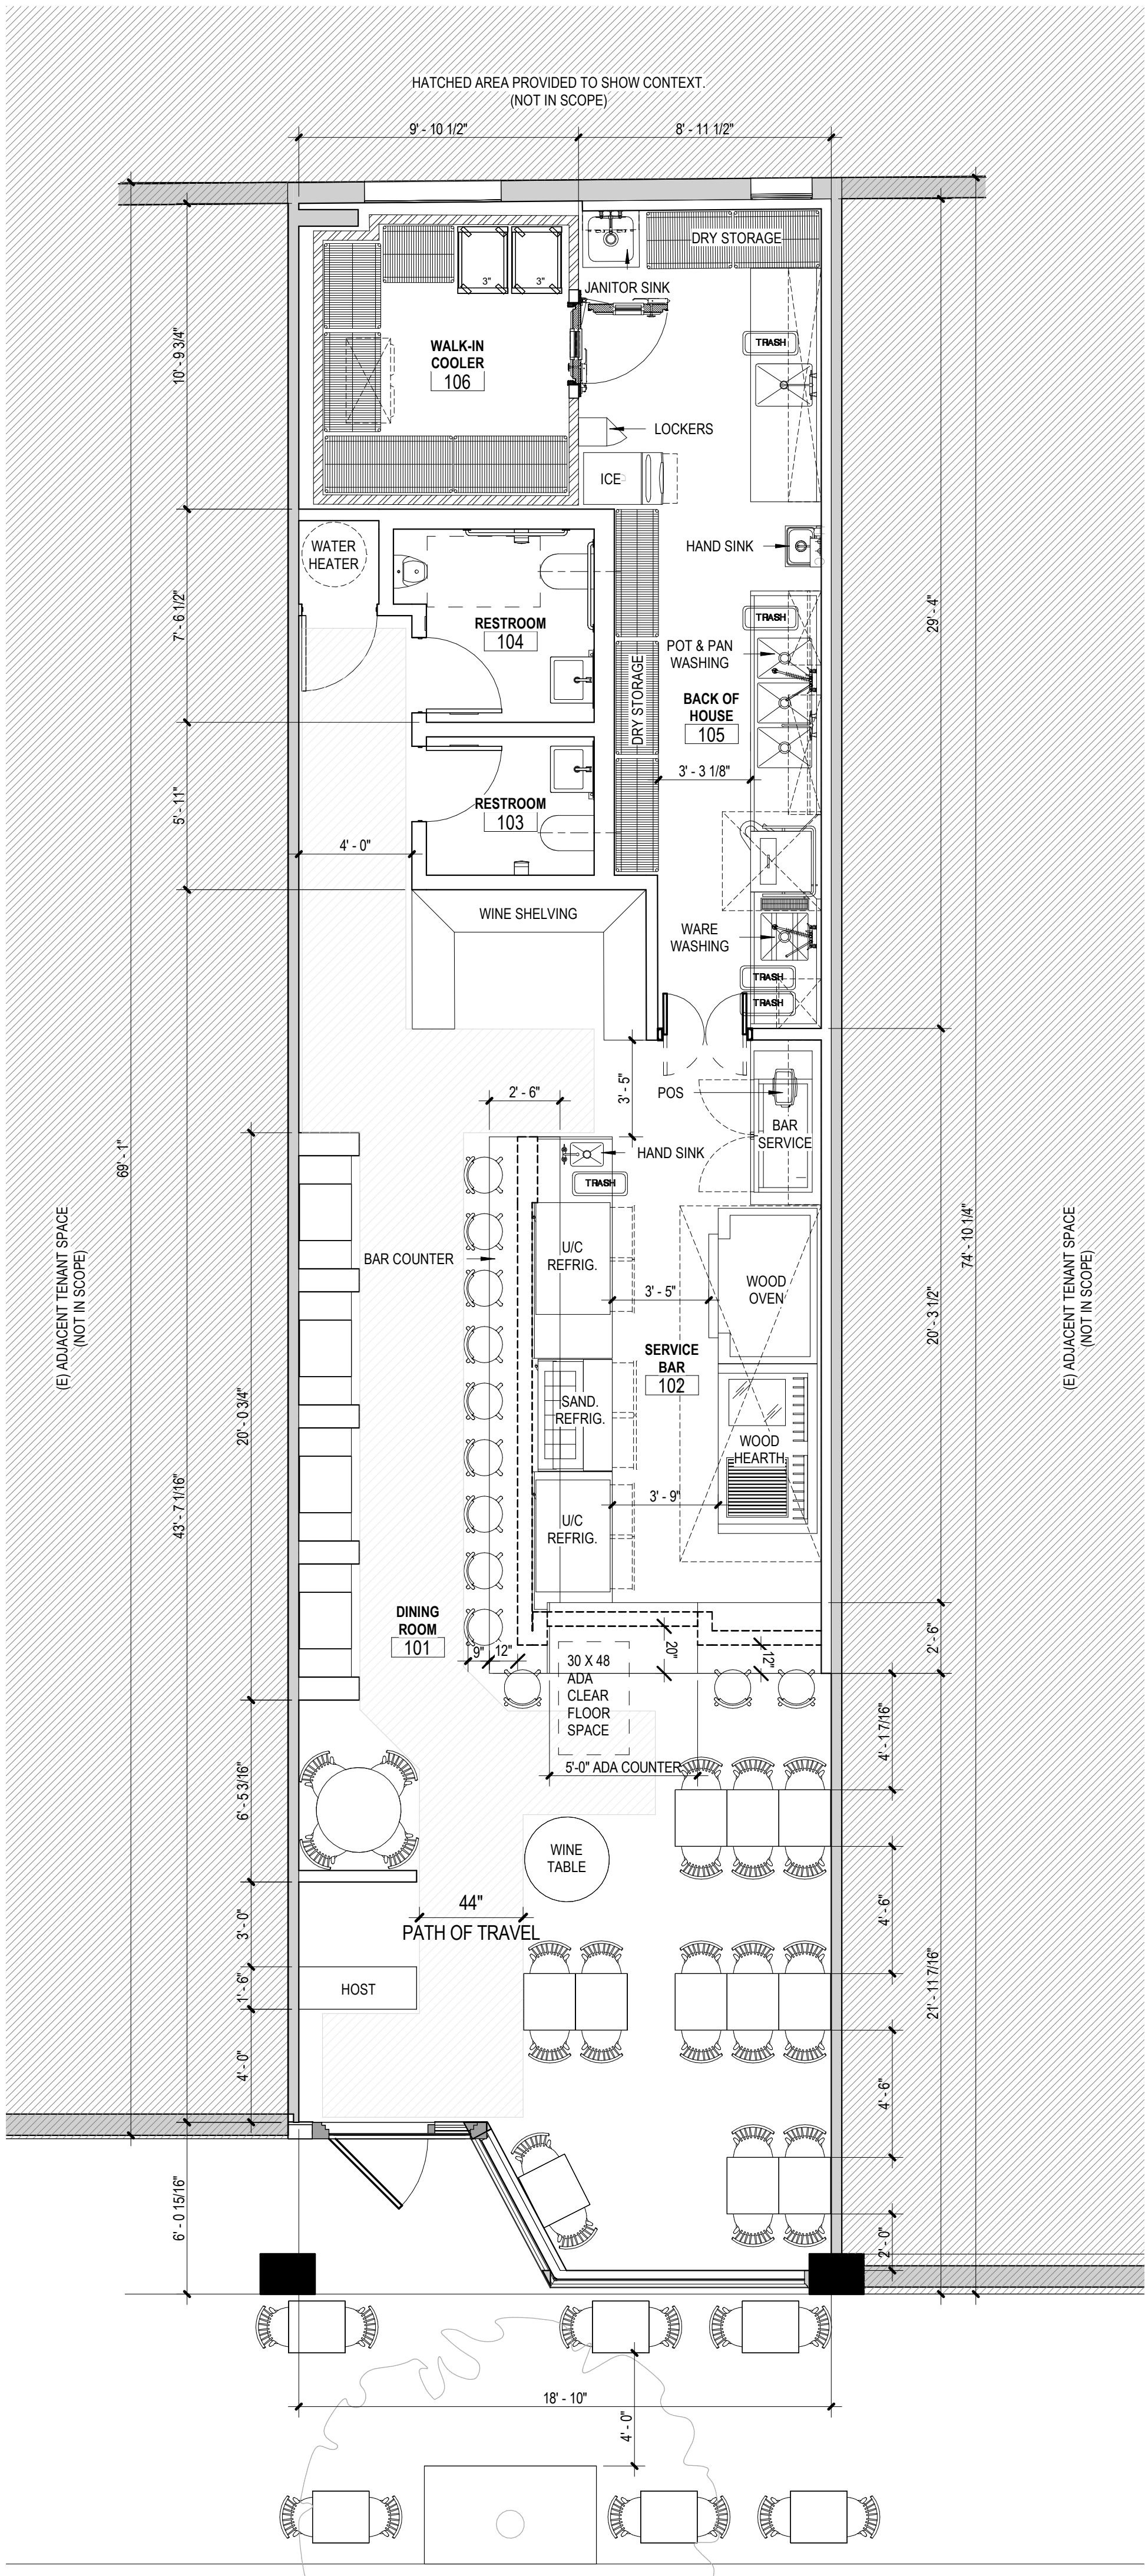 HATCHED AREA PROVIDED TO SHOW CONTEXT.
(NOT IN SCOPE)
9' - 10 1/2"
8' - 11 1/2"
DRY STORAGE
3"
3"
JANITOR SINK
10' - 9 3/4"
WALK-IN
COOLER
106
TRASH
LOCKERS
ICE
WATER
HEATER
HAND SINK
7' - 6 1/2"
RESTROOM
104
TRASH
29' - 4"
POT & PAN
WASHING
DRY STORAGE
BACK OF
HOUSE
105
3' - 3 1/8"
5' - 11"
RESTROOM
103
4' - 0"
WINE SHELVING
WARE
WASHING
TRASH
TRASH
3' - 5"
POS
2' - 6"
BAR
SERVICE
69' - 1"
HAND SINK
TRASH
(E) ADJACENT TENANT SPACE
(NOT IN SCOPE)
74' - 10 1/4"
(E) ADJACENT TENANT SPACE
(NOT IN SCOPE)
BAR COUNTER
U/C
REFRIG.
3' - 5"
WOOD
OVEN
20' - 3 1/2"
SERVICE
BAR
102
20' - 0 3/4"
SAND.
REFRIG.
WOOD
HEARTH
43' - 7 1/16"
3' - 9"
U/C
REFRIG.
DINING
ROOM
101
2' - 6"
9"
12"
20"
12"
30 X 48
ADA
CLEAR
FLOOR
SPACE
4' - 1 7/16"
5'-0" ADA COUNTER
6' - 5 3/16"
WINE
TABLE
44"
PATH OF TRAVEL
4' - 6"
3' - 0"
HOST
1' - 6"
21' - 11 7/16"
4' - 0"
4' - 6"
6' - 0 15/16"
2' - 0"
18' - 10"
4' - 0"